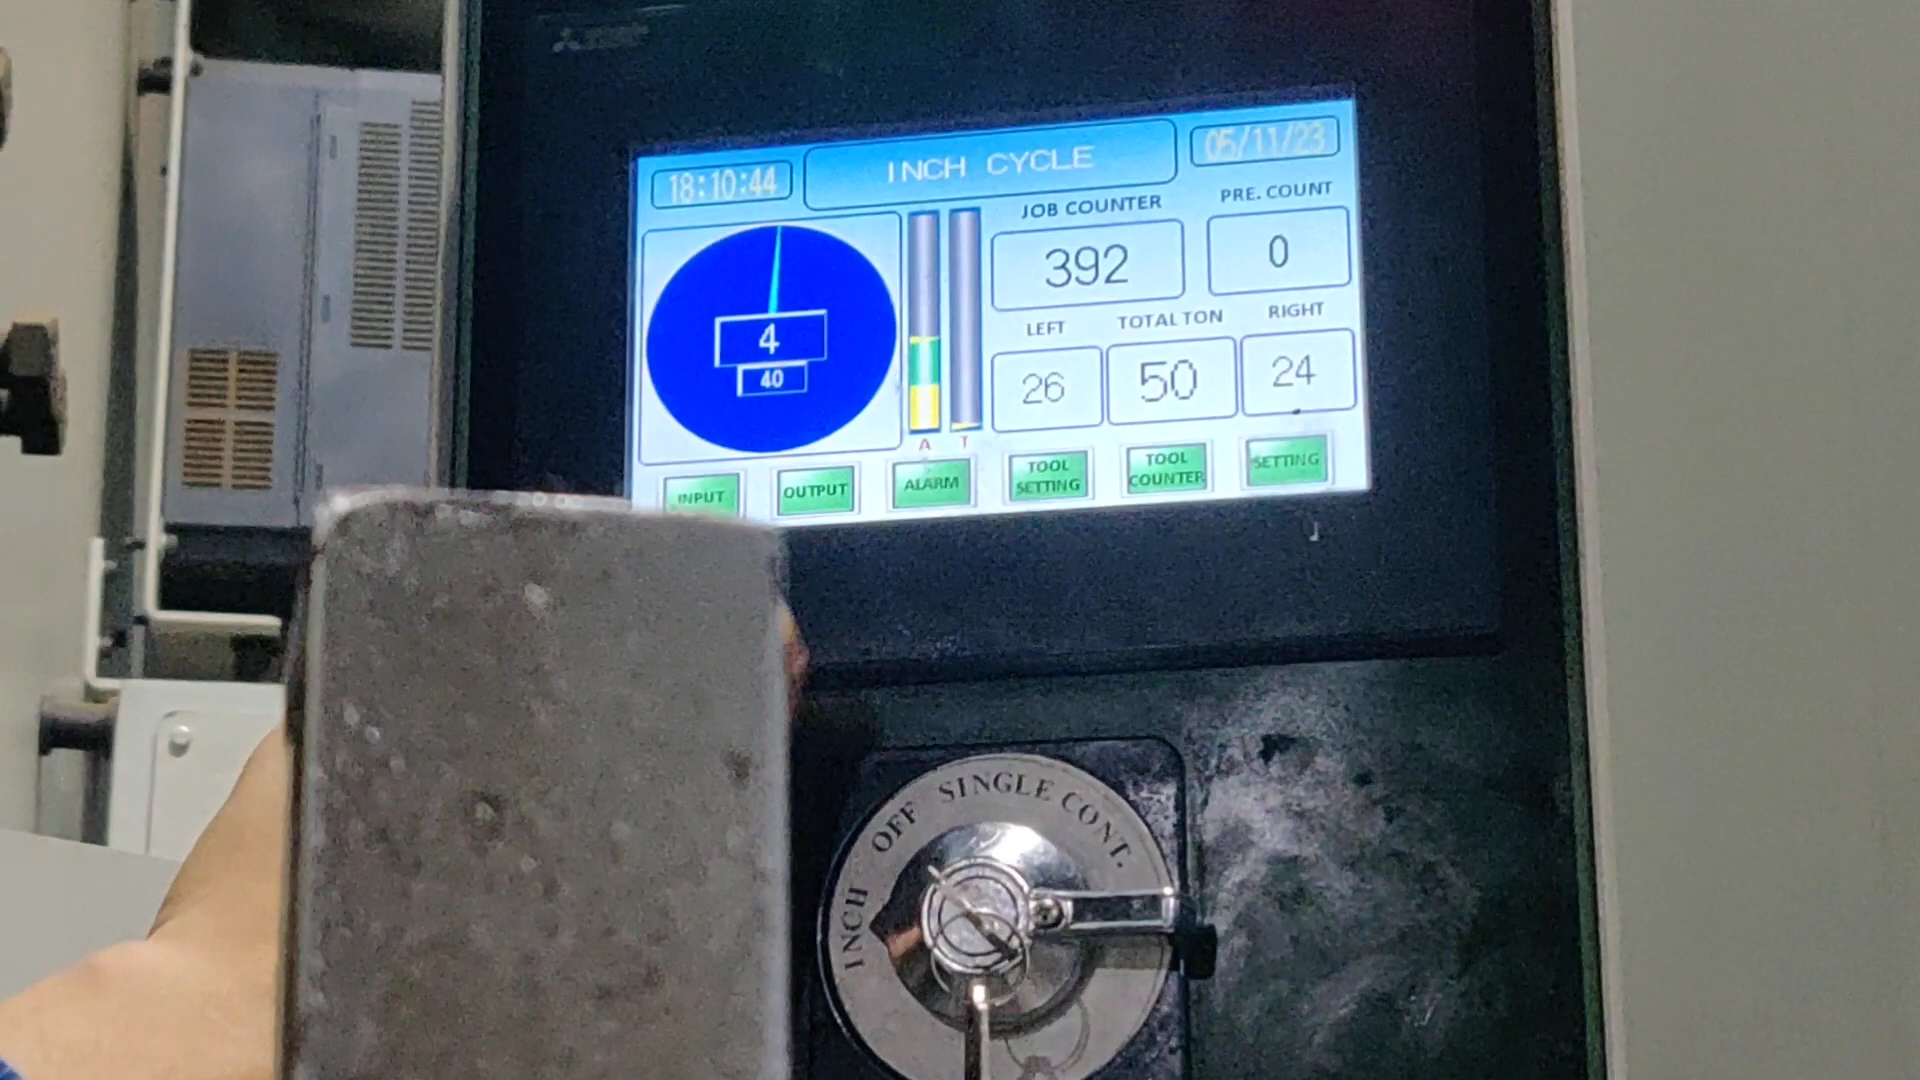 18:10:44
INCH CYCLE
05/11/23
JOB COUNTER
PRE. COUNT
392
0
4
40
LEFT
TOTAL TON
RIGHT
26
50
24
A
T
INPUT
OUTPUT
ALARM
TOOL
SETTING
TOOL
COUNTER
SETTING
INCH OFF SINGLE CONT.